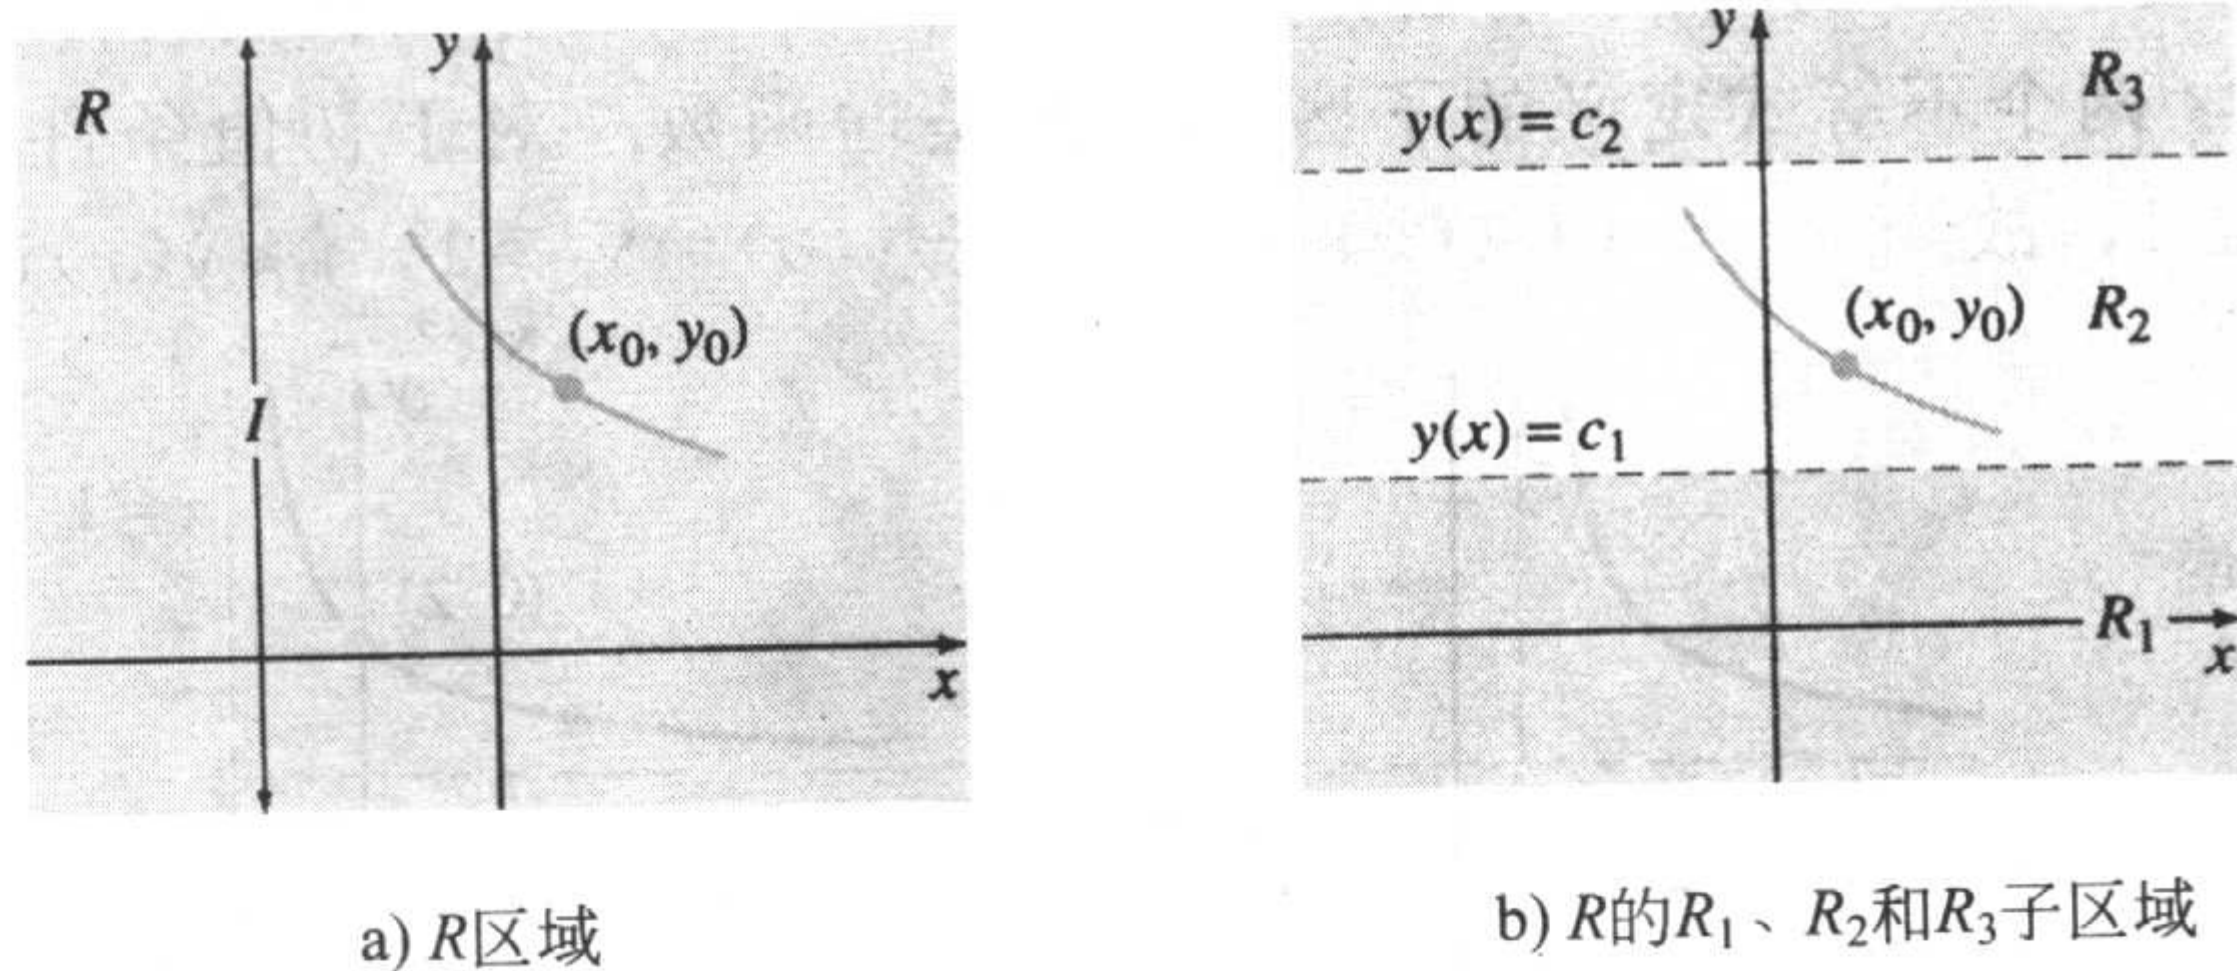 y
R
(x₀, y₀)
I
x
a) R区域
y
R₃
y(x) = c₂
(x₀, y₀) R₂
y(x) = c₁
R₁
x
b) R的R₁、R₂和R₃子区域